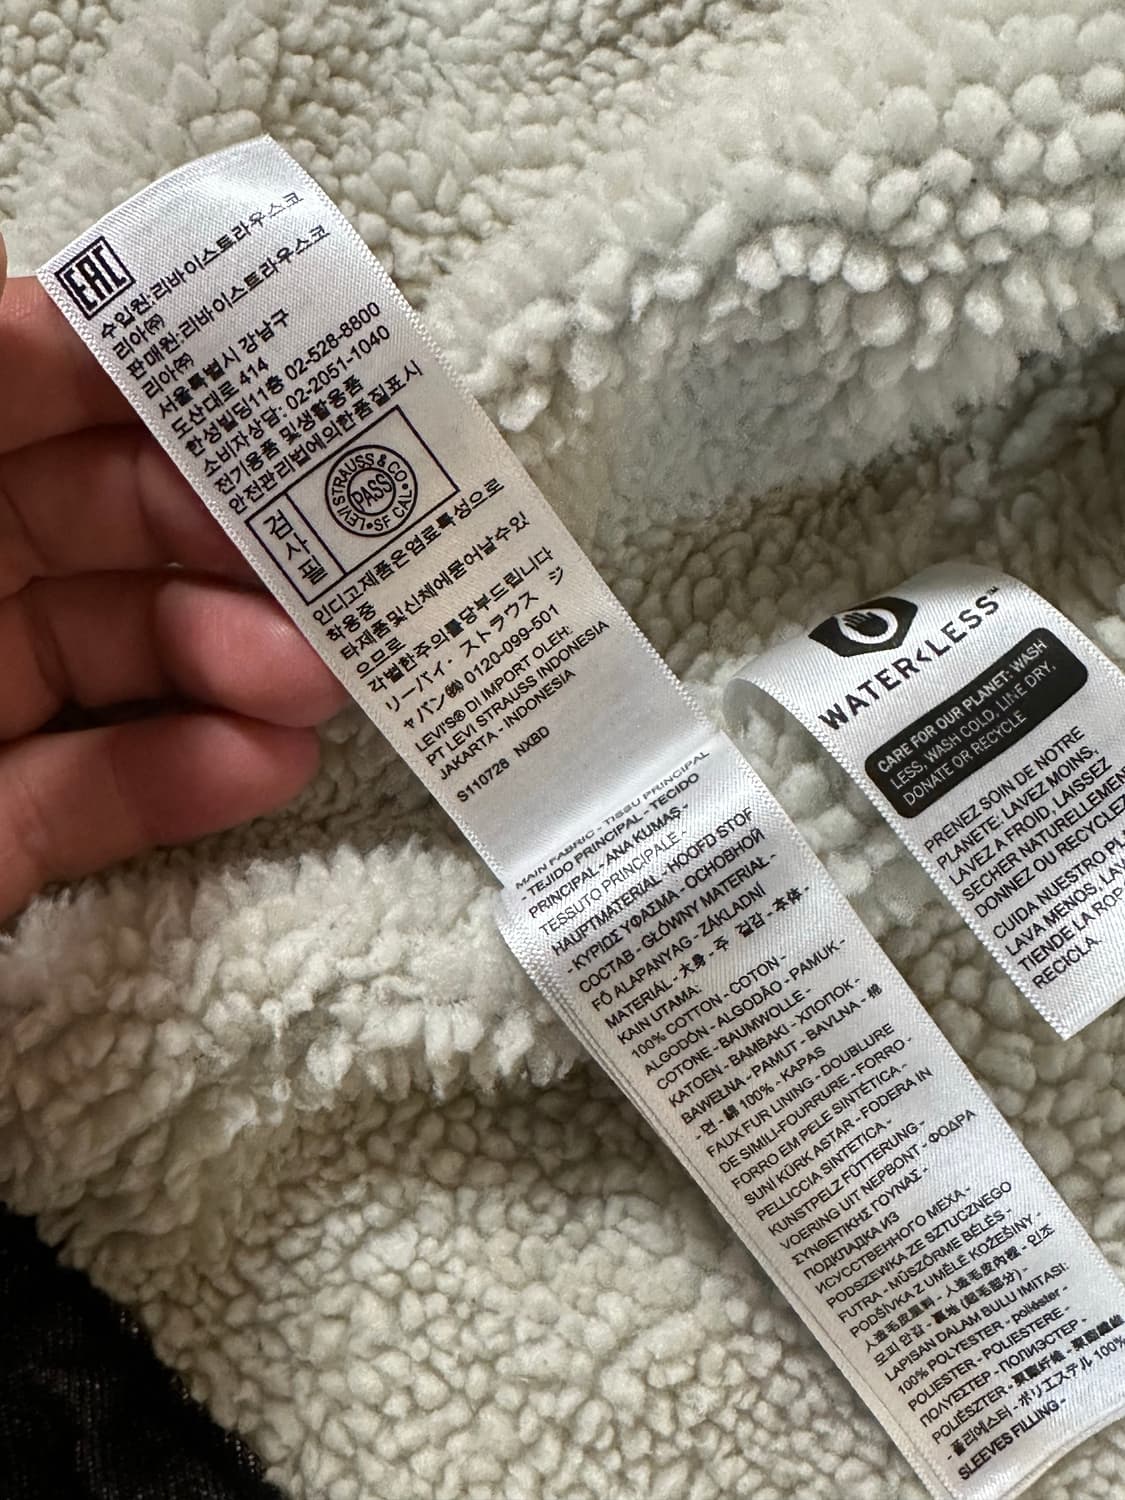 EAC
수입원:리바이스트라우스코
리아㈜
판매원:리바이스트라우스코
리아㈜
서울특별시 강남구
도산대로 414
한성빌딩11층 02-528-8800
소비자상담: 02-2051-1040
전기용품 및생활용품
안전관리법에의한품질표시
검사필
LEVI STRAUSS & CO
PASS
SF CAL
인디고제품은염료특성으로
착용중
타제품및신체에묻어날수있
으므로
각별한주의를당부드립니다
リーバイ・ストラウス ジ
ャパン㈱ 0120-099-501
LEVI'S® DI IMPORT OLEH:
PT LEVI STRAUSS INDONESIA
JAKARTA - INDONESIA
S110728 NXBD
MAIN FABRIC - TISSU PRINCIPAL
- TEJIDO PRINCIPAL - TECIDO
PRINCIPAL - ANA KUMAŞ -
TESSUTO PRINCIPALE -
HAUPTMATERIAL - HOOFD STOF
- ΚΥΡΙΩΣ ΥΦΑΣΜΑ - ОСНОВНОЙ
СОСТАВ - GŁÓWNY MATERIAŁ -
FŐ ALAPANYAG - ZÁKLADNÍ
MATERIÁL - 大身 - 주 겉감 - 本体 -
KAIN UTAMA:
100% COTTON - COTON -
ALGODÓN - ALGODÃO - PAMUK -
COTONE - BAUMWOLLE -
KATOEN - BAMBAKI - ХЛОПОК -
BAWEŁNA - PAMUT - BAVLNA - 棉
- 면 - 綿 100% - KAPAS
FAUX FUR LINING - DOUBLURE
DE SIMILI-FOURRURE - FORRO -
FORRO EM PELE SINTÉTICA -
SUNİ KÜRK ASTAR - FODERA IN
PELLICCIA SINTETICA -
KUNSTPELZ FÜTTERUNG -
VOERING UIT NEPBONT - ΦΟΔΡΑ
ΣΥΝΘΕΤΙΚΗΣ ΓΟΥΝΑΣ -
ПОДКЛАДКА ИЗ
ИСУССТВЕННОГО МЕХА -
PODSZEWKA ZE SZTUCZNEGO
FUTRA - MŰSZŐRME BÉLÉS -
PODŠÍVKA Z UMĚLÉ KOŽEŠINY -
人造毛皮里料 - 人造毛皮內裡 - 인조
모피 안감 - 裏地 (起毛部分) -
LAPISAN DALAM BULU IMITASI:
100% POLYESTER - poliéster -
POLIESTER - POLIESTERE -
ΠΟΛΥΕΣΤΕΡ - ПОЛИЭСТЕР -
POLIÉSZTER - 聚酯纤维 - 聚酯纖維
- 폴리에스터 - ポリエステル 100%
SLEEVES FILLING -
WATER<LESS™
CARE FOR OUR PLANET: WASH
LESS, WASH COLD, LINE DRY,
DONATE OR RECYCLE
PRENEZ SOIN DE NOTRE
PLANÈTE: LAVEZ MOINS,
LAVEZ A FROID, LAISSEZ
SÉCHER NATURELLEMENT
DONNEZ OU RECYCLEZ
CUIDA NUESTRO
LAVA MENOS,
TIENDE LA
RECICLA.